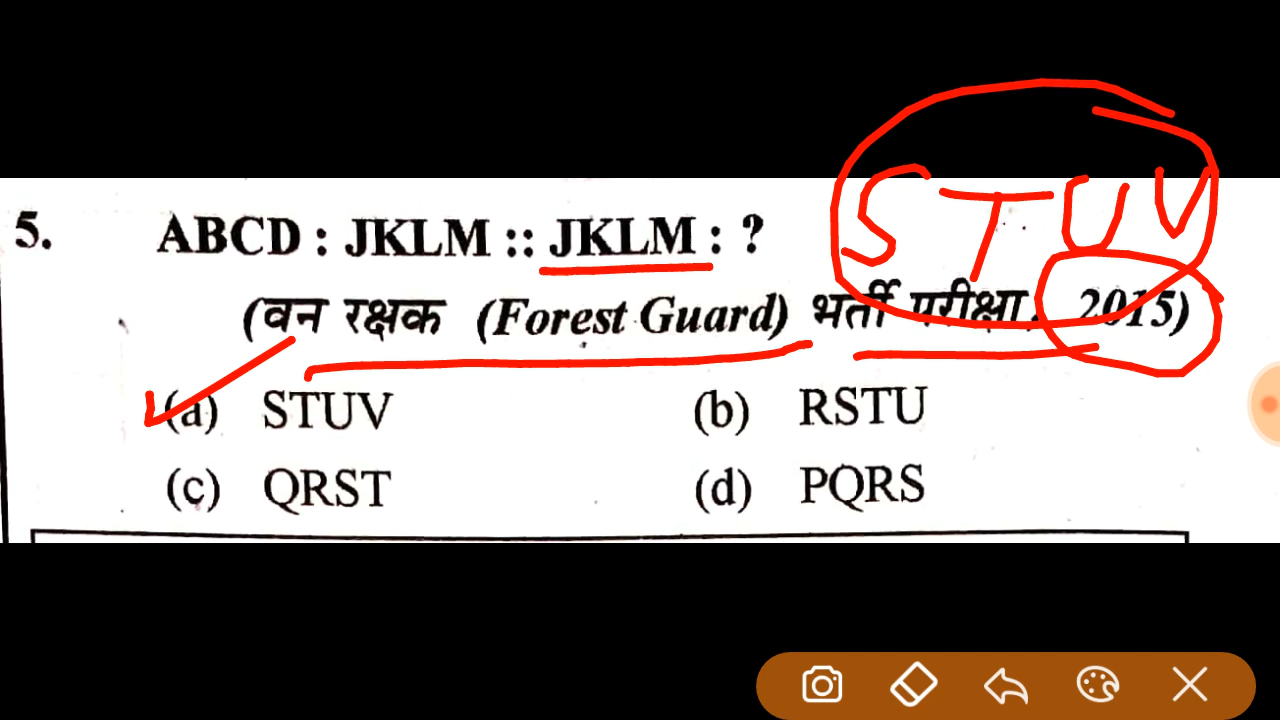 STUV
5. ABCD : JKLM :: JKLM : ?
(वन रक्षक (Forest Guard) भर्ती परीक्षा, 2015)
(a) STUV (b) RSTU
(c) QRST (d) PQRS